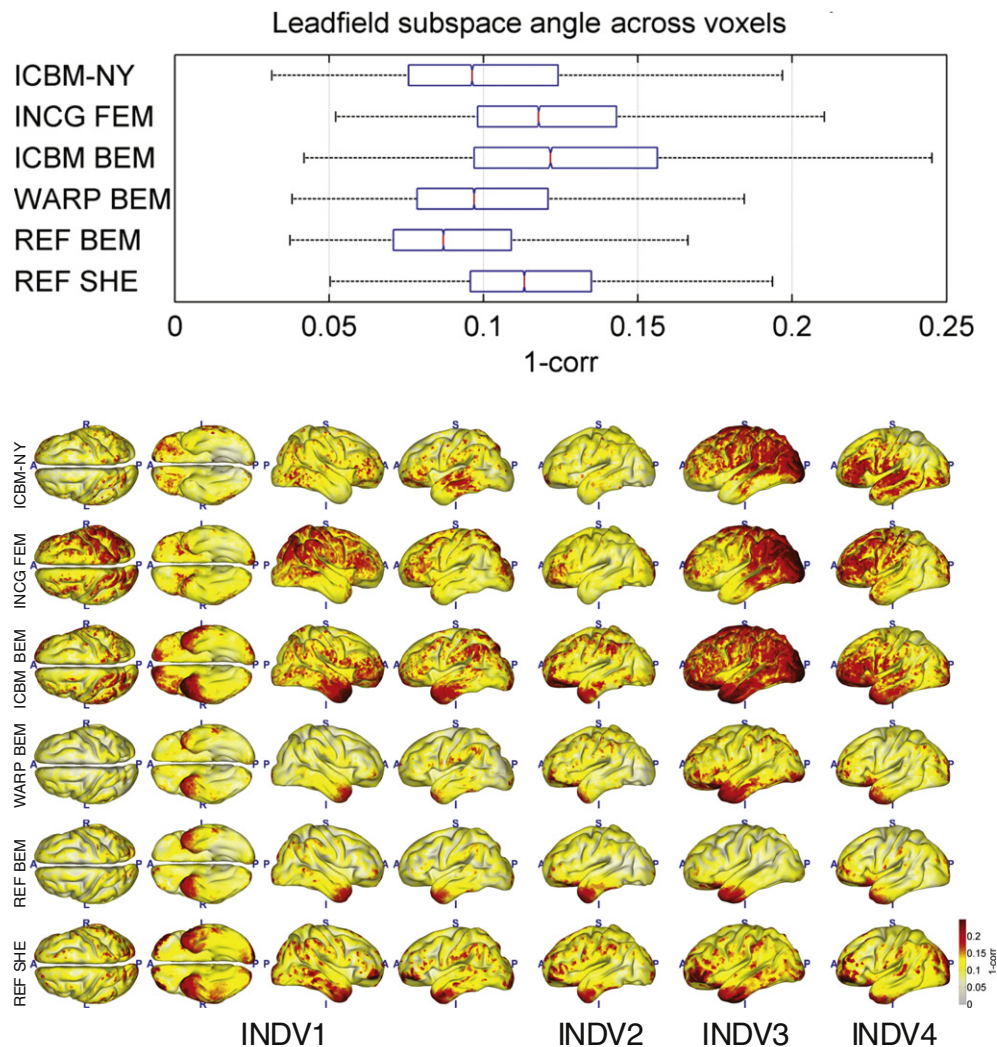 Leadfield subspace angle across voxels
ICBM-NY
INCG FEM
ICBM BEM
WARP BEM
REF BEM
REF SHE
0 0.05 0.1 0.15 0.2 0.25
1-corr
R L S S S S S
ICBM-NY A P A P P A A P A P A P
L R I I I I I
R L S S S S S
INCG FEM A P A P P A A P A P A P
L R I I I I I
R L S S S S S
ICBM BEM A P A P P A A P A P A P
L R I I I I I
R L S S S S S
WARP BEM A P A P P A A P A P A P
L R I I I I I
R L S S S S S
REF BEM A P A P P A A P A P A P
L R I I I I I
R L S S S S S
REF SHE A P A P P A A P A P A P
L R I I I I I
0.2
0.15
0.1
0.05
0
1-corr
INDV1 INDV2 INDV3 INDV4